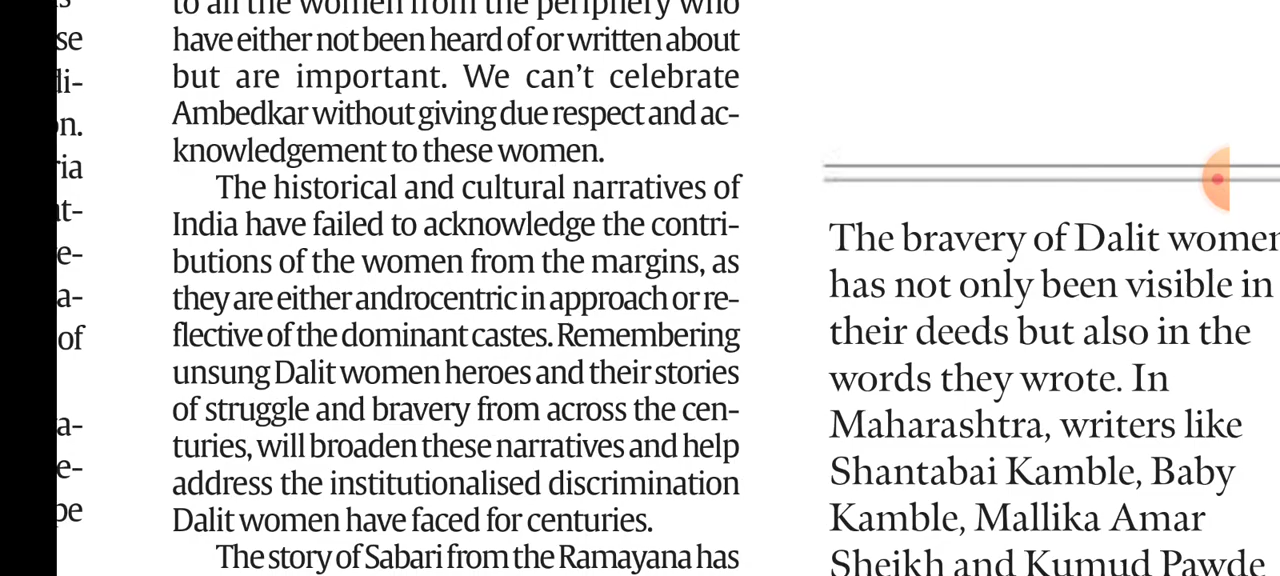 se
di-
on.
ria
at-
e-
a-
of
a-
e-
pe
to all the women from the periphery who
have either not been heard of or written about
but are important. We can't celebrate
Ambedkar without giving due respect and ac-
knowledgement to these women.
The historical and cultural narratives of
India have failed to acknowledge the contri-
butions of the women from the margins, as
they are either androcentric in approach or re-
flective of the dominant castes. Remembering
unsung Dalit women heroes and their stories
of struggle and bravery from across the cen-
turies, will broaden these narratives and help
address the institutionalised discrimination
Dalit women have faced for centuries.
The story of Sabari from the Ramayana has
The bravery of Dalit women
has not only been visible in
their deeds but also in the
words they wrote. In
Maharashtra, writers like
Shantabai Kamble, Baby
Kamble, Mallika Amar
Sheikh and Kumud Pawde